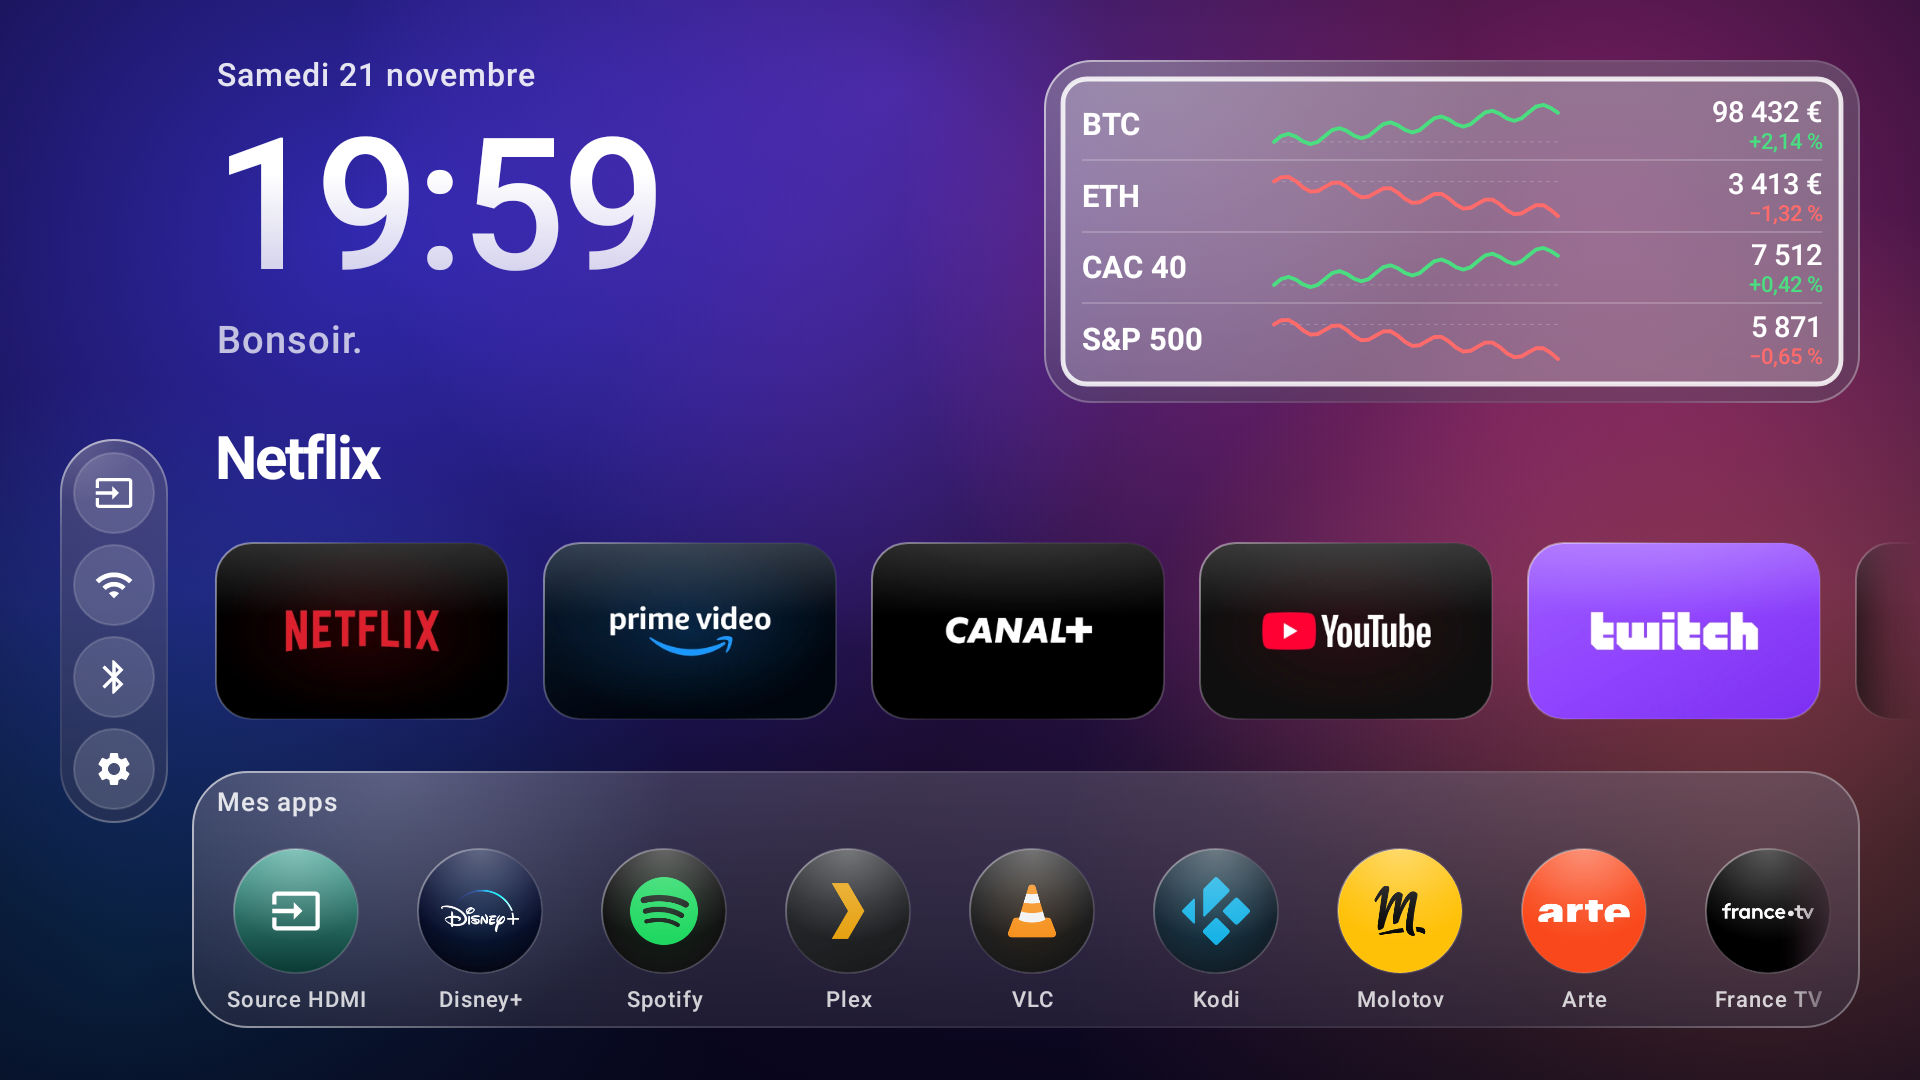 Samedi 21 novembre
19:59
Bonsoir.
BTC
98 432 €
+2,14 %
ETH
3 413 €
−1,32 %
CAC 40
7 512
+0,42 %
S&P 500
5 871
−0,65 %
Netflix
NETFLIX
prime video
CANAL+
YouTube
twitch
Mes apps
Disney+
M.
arte
france•tv
Source HDMI
Disney+
Spotify
Plex
VLC
Kodi
Molotov
Arte
France TV